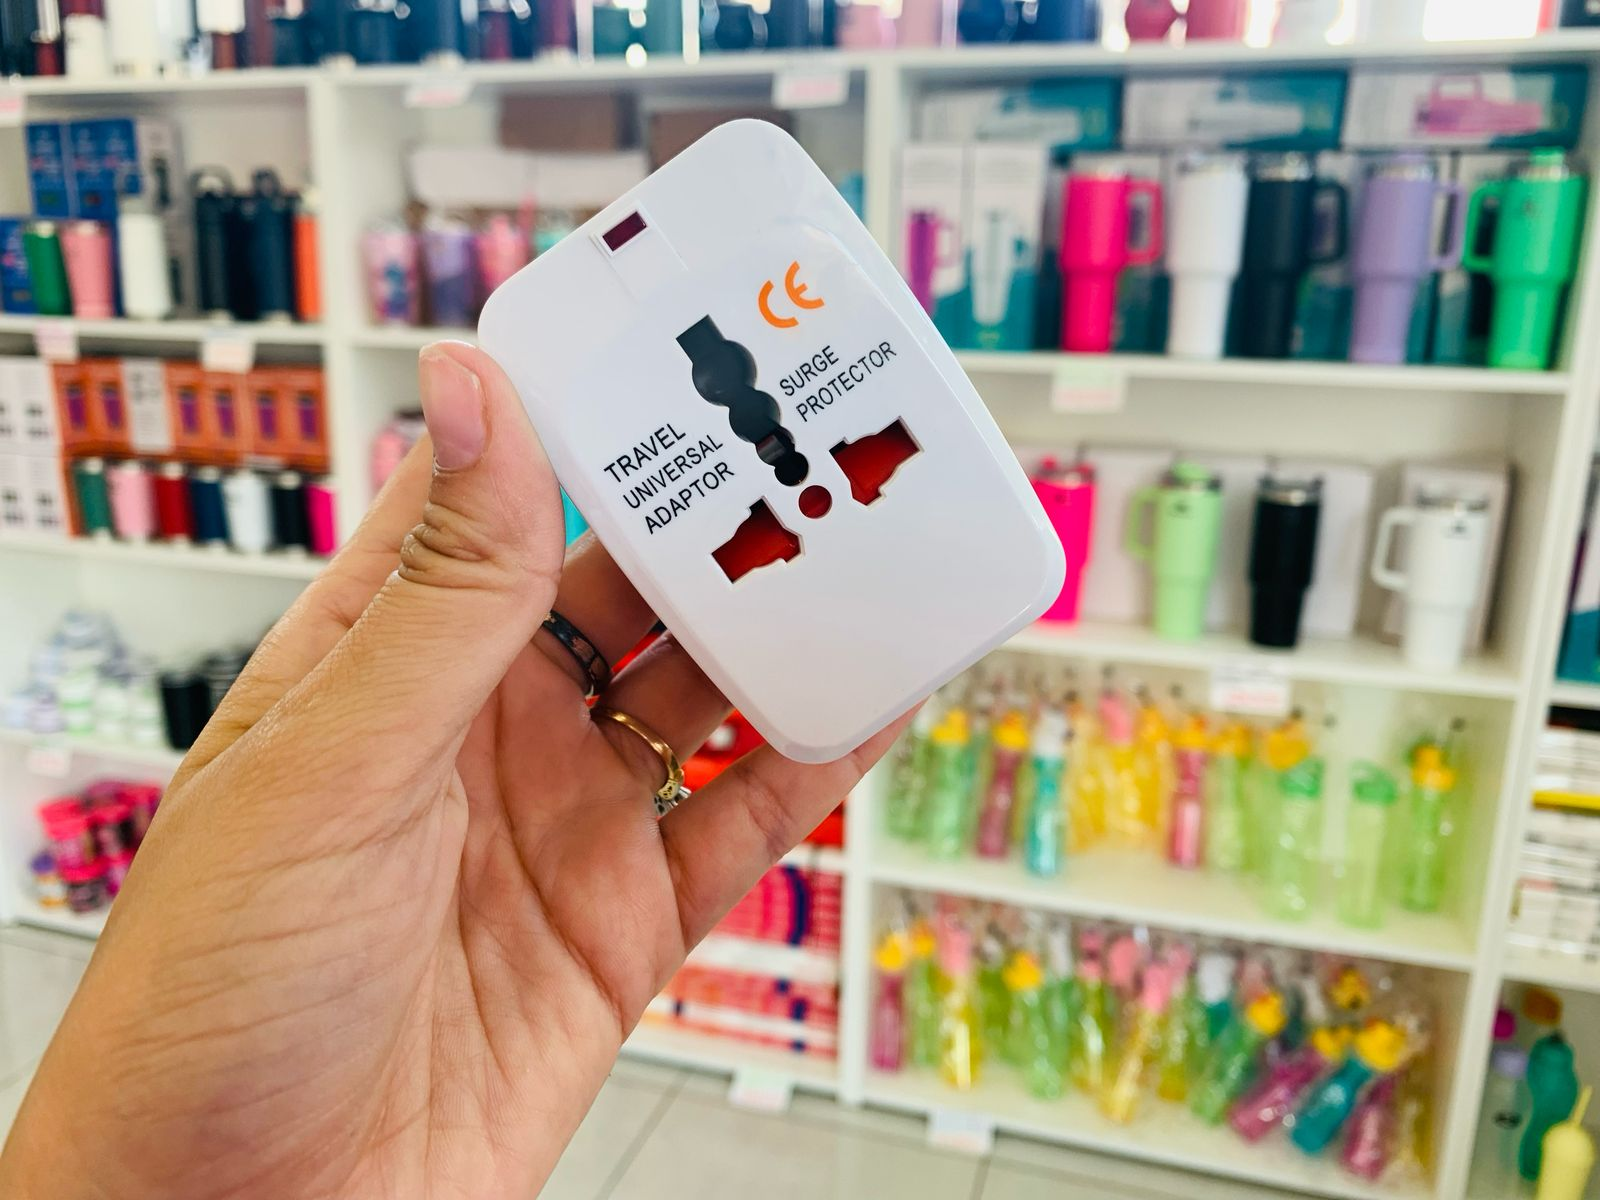 CE
SURGE
PROTECTOR
TRAVEL
UNIVERSAL
ADAPTOR